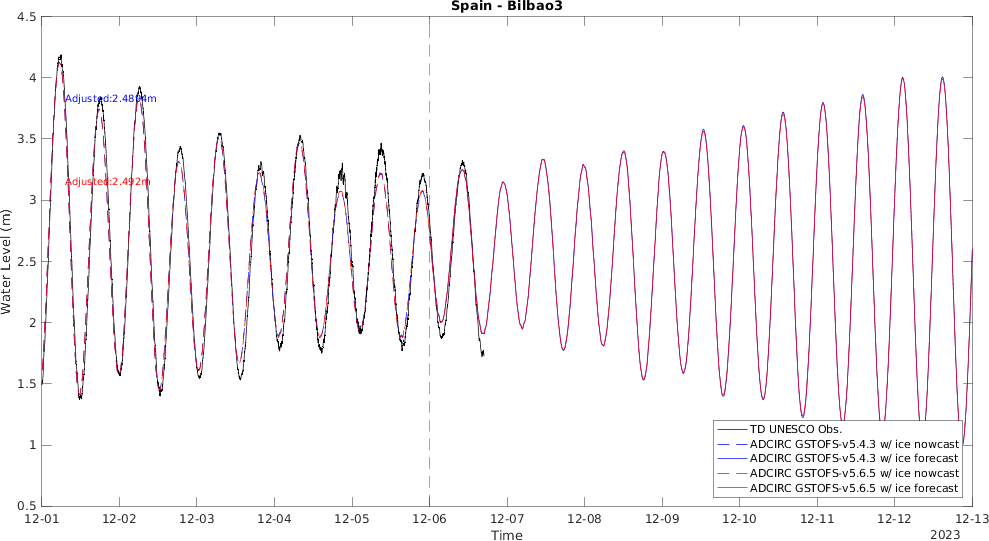 Spain - Bilbao3
4.5
4
3.5
3
2.5
2
1.5
1
0.5
Water Level (m)
Adjusted:2.4894m
Adjusted:2.492m
TD UNESCO Obs.
ADCIRC GSTOFS-v5.4.3 w/ ice nowcast
ADCIRC GSTOFS-v5.4.3 w/ ice forecast
ADCIRC GSTOFS-v5.6.5 w/ ice nowcast
ADCIRC GSTOFS-v5.6.5 w/ ice forecast
12-01 12-02 12-03 12-04 12-05 12-06 12-07 12-08 12-09 12-10 12-11 12-12 12-13
Time
2023